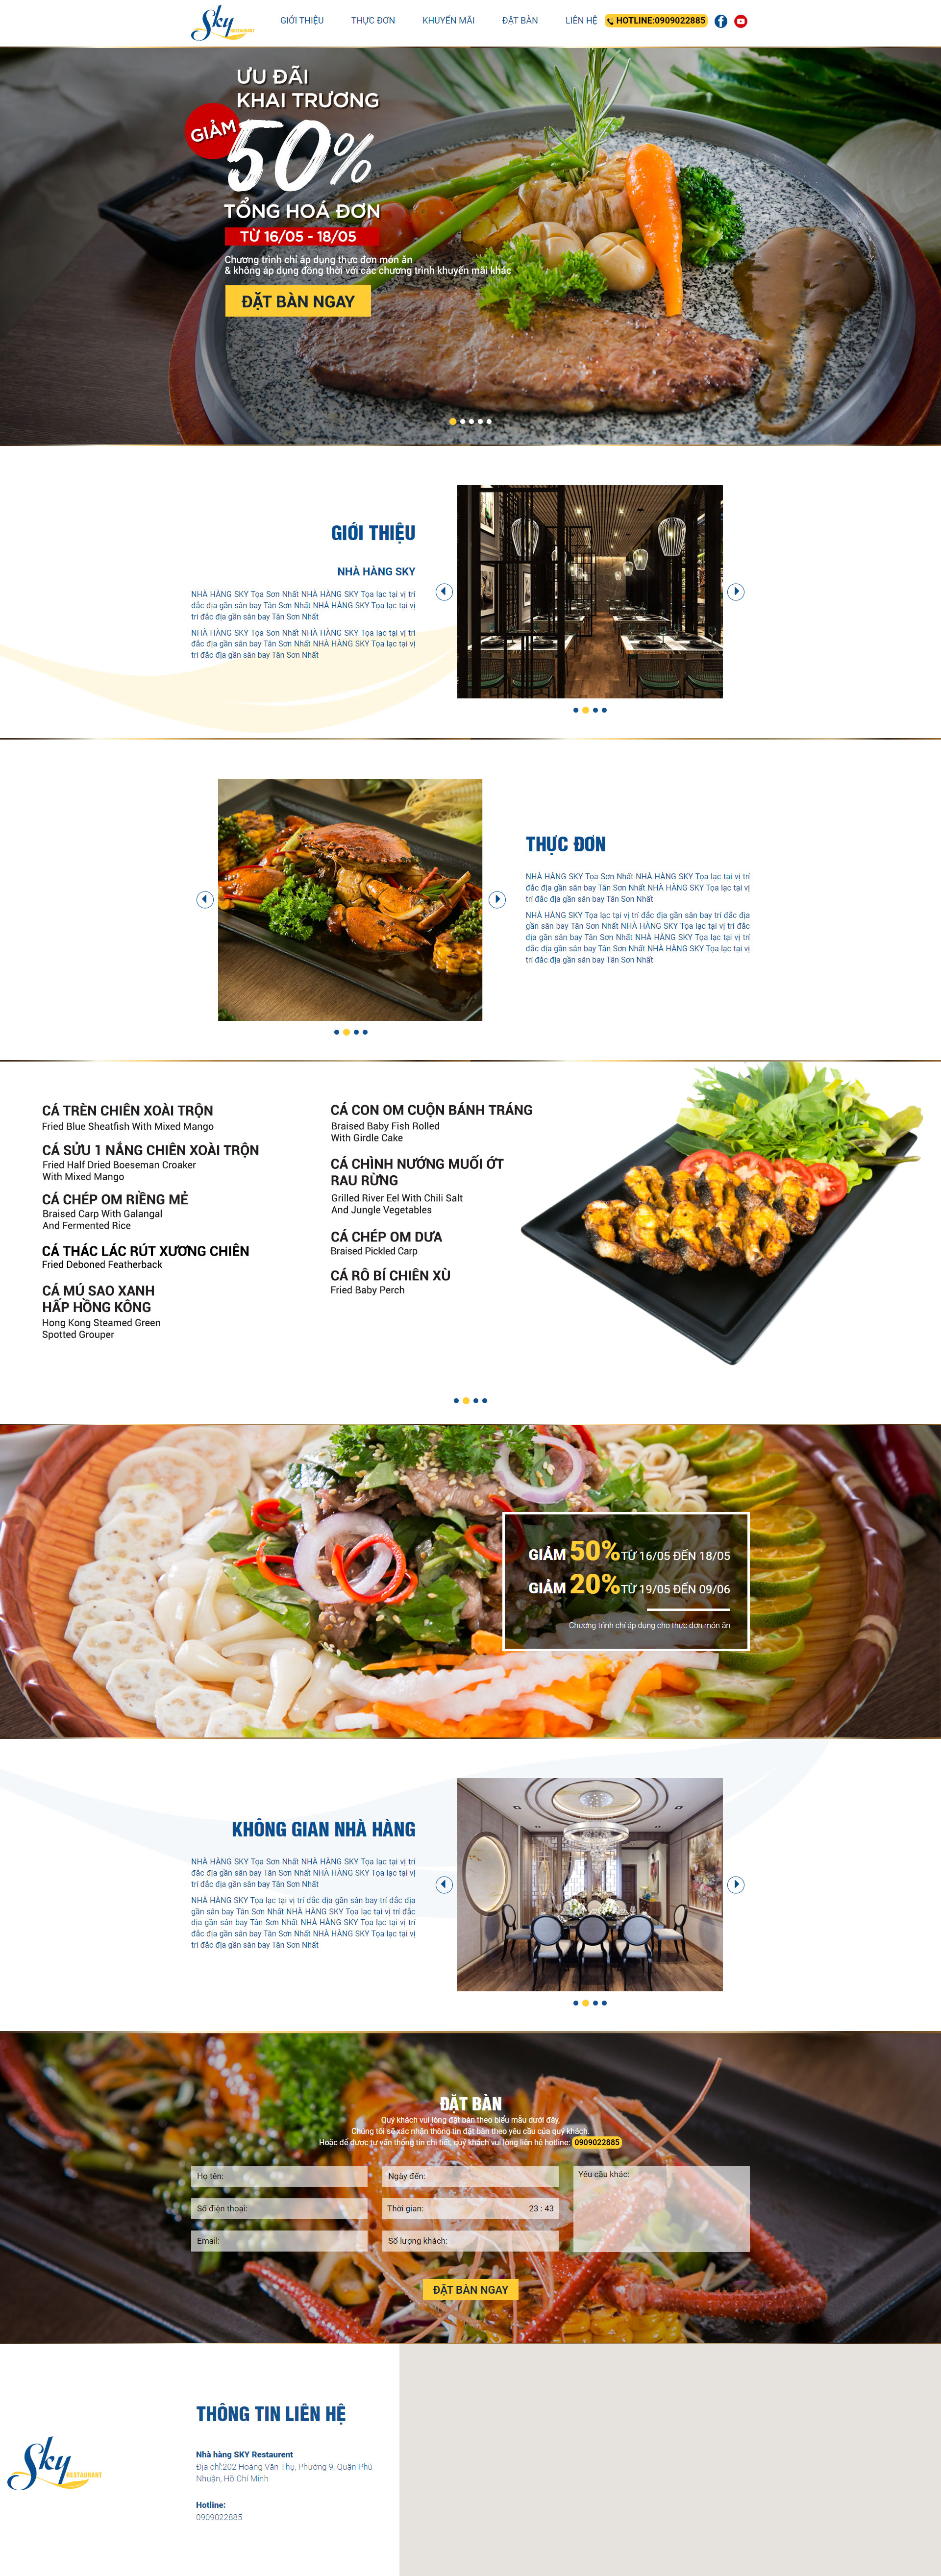 Sky
RESTAURANT
GIỚI THIỆU
THỰC ĐƠN
KHUYẾN MÃI
ĐẶT BÀN
LIÊN HỆ
HOTLINE:0909022885
ƯU ĐÃI
KHAI TRƯƠNG
GIẢM
50%
TỔNG HOÁ ĐƠN
TỪ 16/05 - 18/05
Chương trình chỉ áp dụng thực đơn món ăn
& không áp dụng đồng thời với các chương trình khuyến mãi khác
ĐẶT BÀN NGAY
GIỚI THIỆU
NHÀ HÀNG SKY
NHÀ HÀNG SKY Tọa Sơn Nhất NHÀ HÀNG SKY Tọa lạc tại vị trí
đắc địa gần sân bay Tân Sơn Nhất NHÀ HÀNG SKY Tọa lạc tại vị
trí đắc địa gần sân bay Tân Sơn Nhất
NHÀ HÀNG SKY Tọa Sơn Nhất NHÀ HÀNG SKY Tọa lạc tại vị trí
đắc địa gần sân bay Tân Sơn Nhất NHÀ HÀNG SKY Tọa lạc tại vị
trí đắc địa gần sân bay Tân Sơn Nhất
THỰC ĐƠN
NHÀ HÀNG SKY Tọa Sơn Nhất NHÀ HÀNG SKY Tọa lạc tại vị trí
đắc địa gần sân bay Tân Sơn Nhất NHÀ HÀNG SKY Tọa lạc tại vị
trí đắc địa gần sân bay Tân Sơn Nhất
NHÀ HÀNG SKY Tọa lạc tại vị trí đắc địa gần sân bay trí đắc địa
gần sân bay Tân Sơn Nhất NHÀ HÀNG SKY Tọa lạc tại vị trí đắc
địa gần sân bay Tân Sơn Nhất NHÀ HÀNG SKY Tọa lạc tại vị trí
đắc địa gần sân bay Tân Sơn Nhất NHÀ HÀNG SKY Tọa lạc tại vị
trí đắc địa gần sân bay Tân Sơn Nhất
CÁ TRÈN CHIÊN XOÀI TRỘN
Fried Blue Sheatfish With Mixed Mango
CÁ SỬU 1 NẮNG CHIÊN XOÀI TRỘN
Fried Half Dried Boeseman Croaker
With Mixed Mango
CÁ CHÉP OM RIỀNG MẺ
Braised Carp With Galangal
And Fermented Rice
CÁ THÁC LÁC RÚT XƯƠNG CHIÊN
Fried Deboned Featherback
CÁ MÚ SAO XANH
HẤP HỒNG KÔNG
Hong Kong Steamed Green
Spotted Grouper
CÁ CON OM CUỘN BÁNH TRÁNG
Braised Baby Fish Rolled
With Girdle Cake
CÁ CHÌNH NƯỚNG MUỐI ỚT
RAU RỪNG
Grilled River Eel With Chili Salt
And Jungle Vegetables
CÁ CHÉP OM DƯA
Braised Pickled Carp
CÁ RÔ BÍ CHIÊN XÙ
Fried Baby Perch
GIẢM 50% TỪ 16/05 ĐẾN 18/05
GIẢM 20% TỪ 19/05 ĐẾN 09/06
Chương trình chỉ áp dụng cho thực đơn món ăn
KHÔNG GIAN NHÀ HÀNG
NHÀ HÀNG SKY Tọa Sơn Nhất NHÀ HÀNG SKY Tọa lạc tại vị trí
đắc địa gần sân bay Tân Sơn Nhất NHÀ HÀNG SKY Tọa lạc tại vị
trí đắc địa gần sân bay Tân Sơn Nhất
NHÀ HÀNG SKY Tọa lạc tại vị trí đắc địa gần sân bay trí đắc địa
gần sân bay Tân Sơn Nhất NHÀ HÀNG SKY Tọa lạc tại vị trí đắc
địa gần sân bay Tân Sơn Nhất NHÀ HÀNG SKY Tọa lạc tại vị trí
đắc địa gần sân bay Tân Sơn Nhất NHÀ HÀNG SKY Tọa lạc tại vị
trí đắc địa gần sân bay Tân Sơn Nhất
ĐẶT BÀN
Quý khách vui lòng đặt bàn theo biểu mẫu dưới đây,
Chúng tôi sẽ xác nhận thông tin đặt bàn theo yêu cầu của quý khách.
Hoặc để được tư vấn thông tin chi tiết, quý khách vui lòng liên hệ hotline: 0909022885
Họ tên:
Ngày đến:
Yêu cầu khác:
Số điện thoại:
Thời gian: 23 : 43
Email:
Số lượng khách:
ĐẶT BÀN NGAY
Sky
RESTAURANT
THÔNG TIN LIÊN HỆ
Nhà hàng SKY Restaurent
Địa chỉ:202 Hoàng Văn Thụ, Phường 9, Quận Phú
Nhuận, Hồ Chí Minh
Hotline:
0909022885